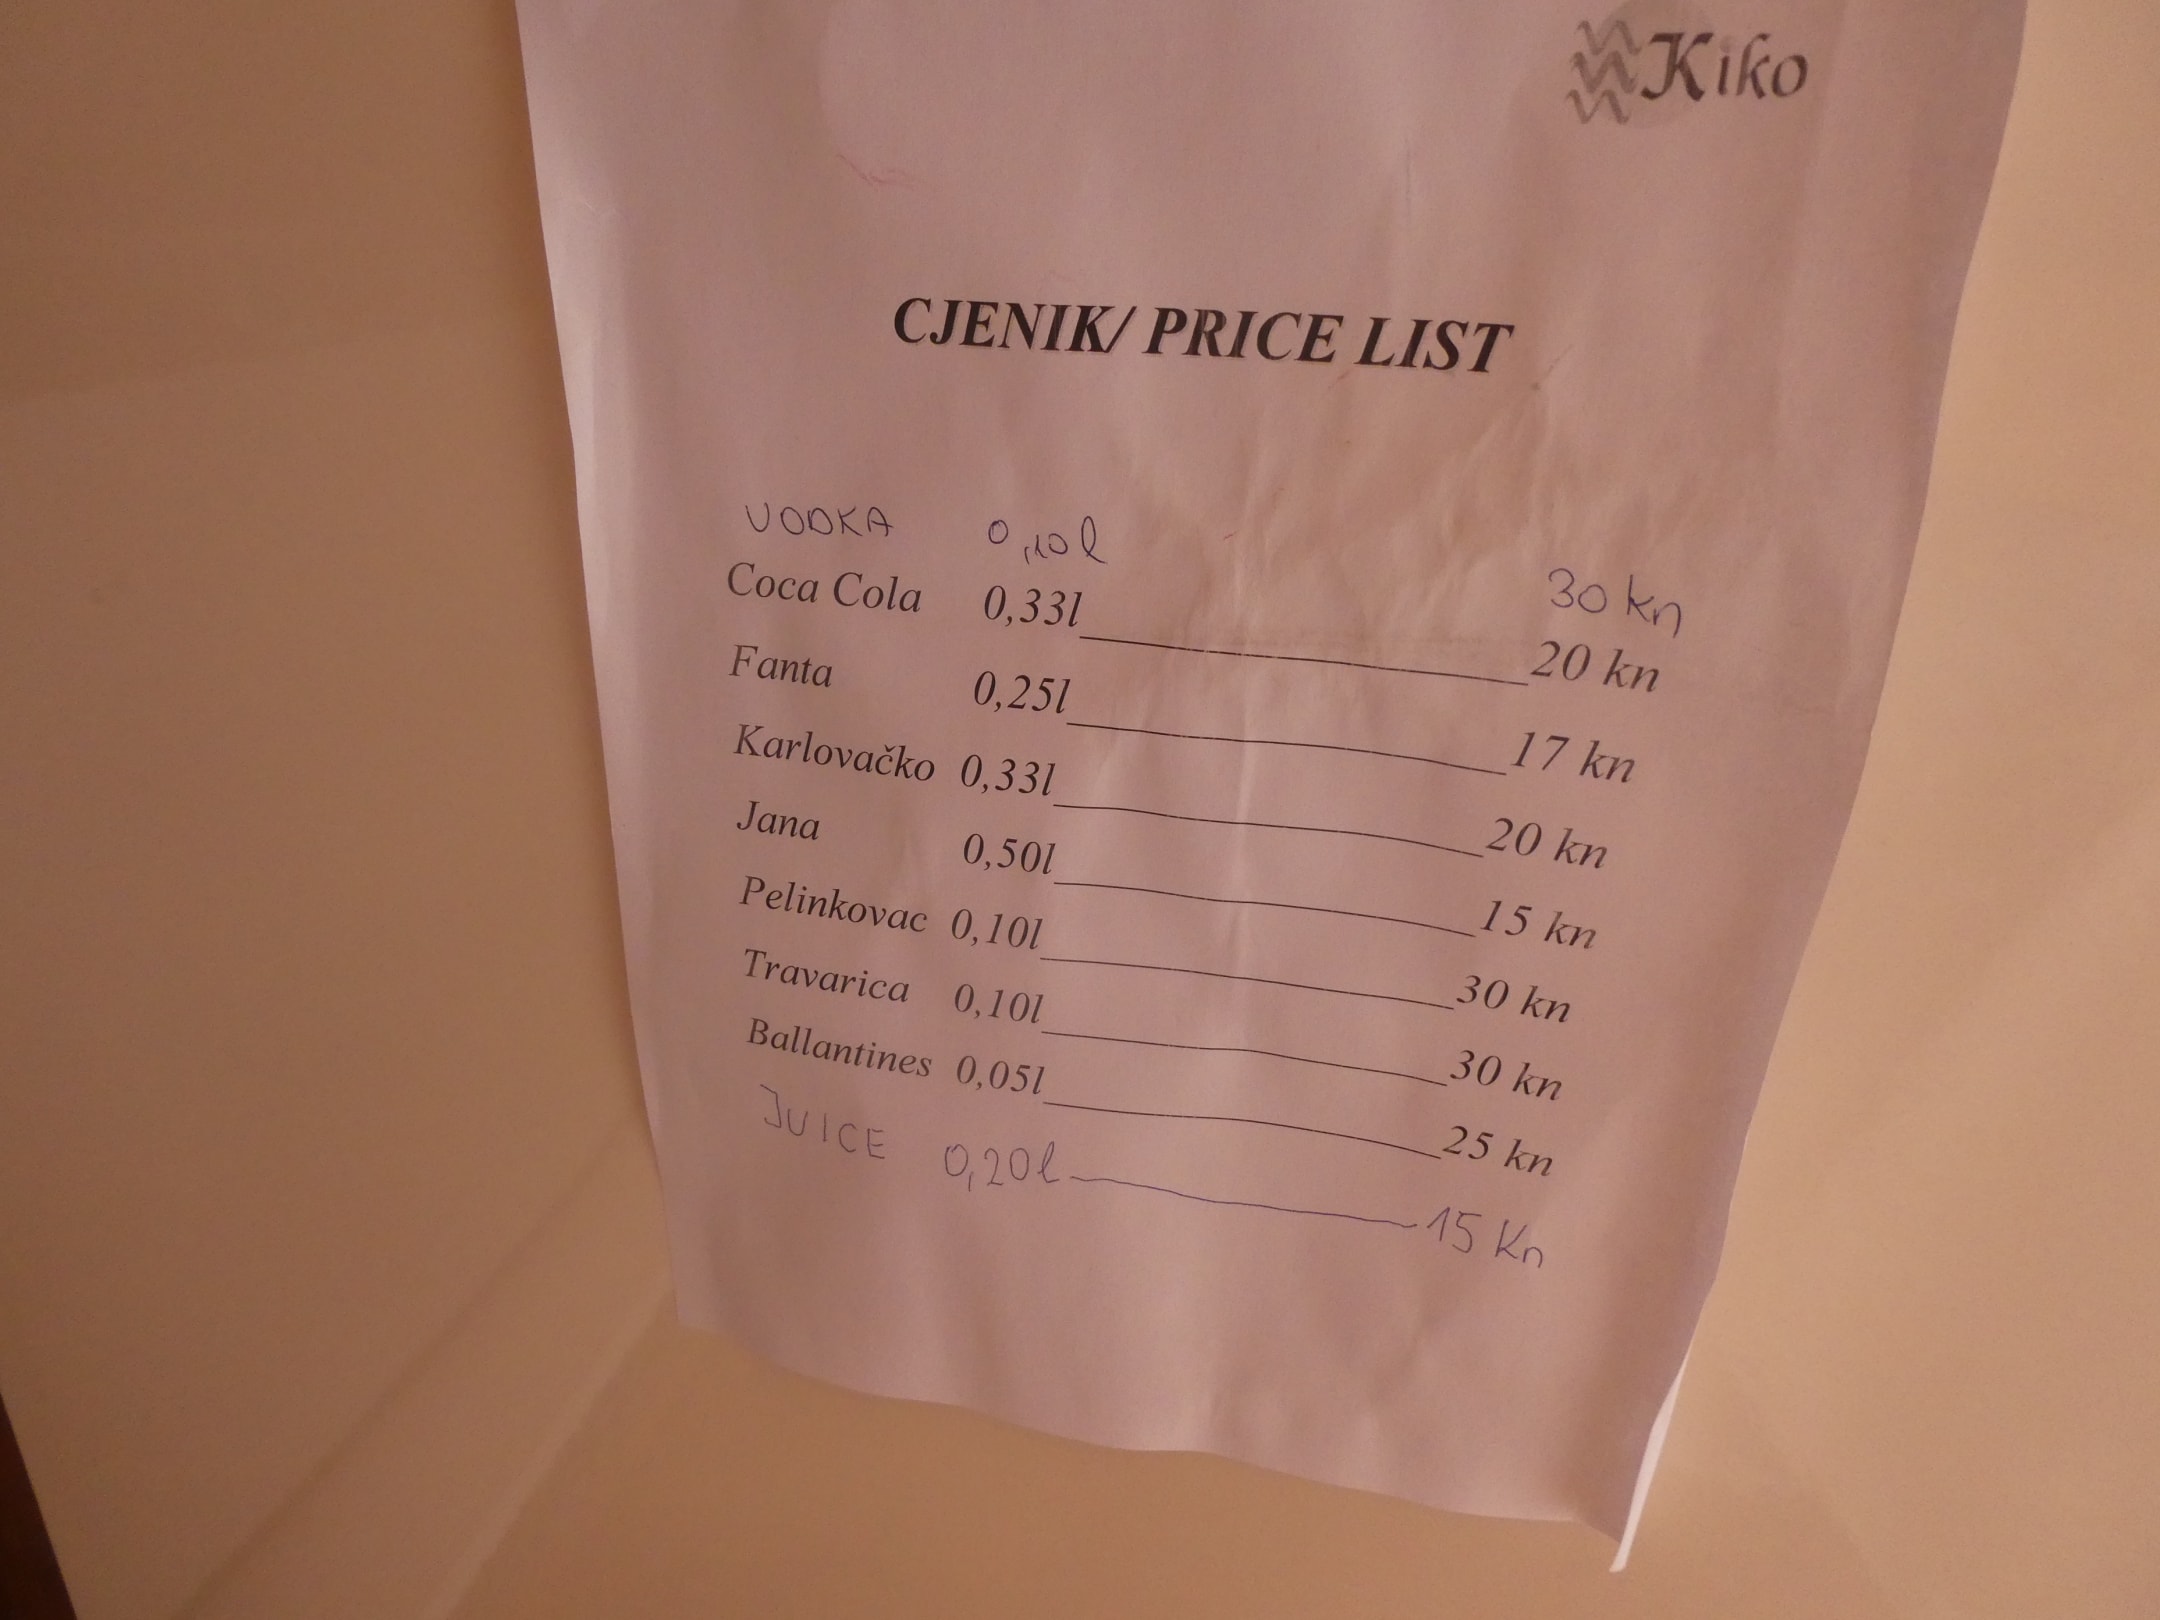 Kiko
CJENIK/ PRICE LIST
VODKA 0,10l 30 kn
Coca Cola 0,33l 20 kn
Fanta 0,25l 17 kn
Karlovačko 0,33l 20 kn
Jana 0,50l 15 kn
Pelinkovac 0,10l 30 kn
Travarica 0,10l 30 kn
Ballantines 0,05l 25 kn
JUICE 0,20l 15 Kn